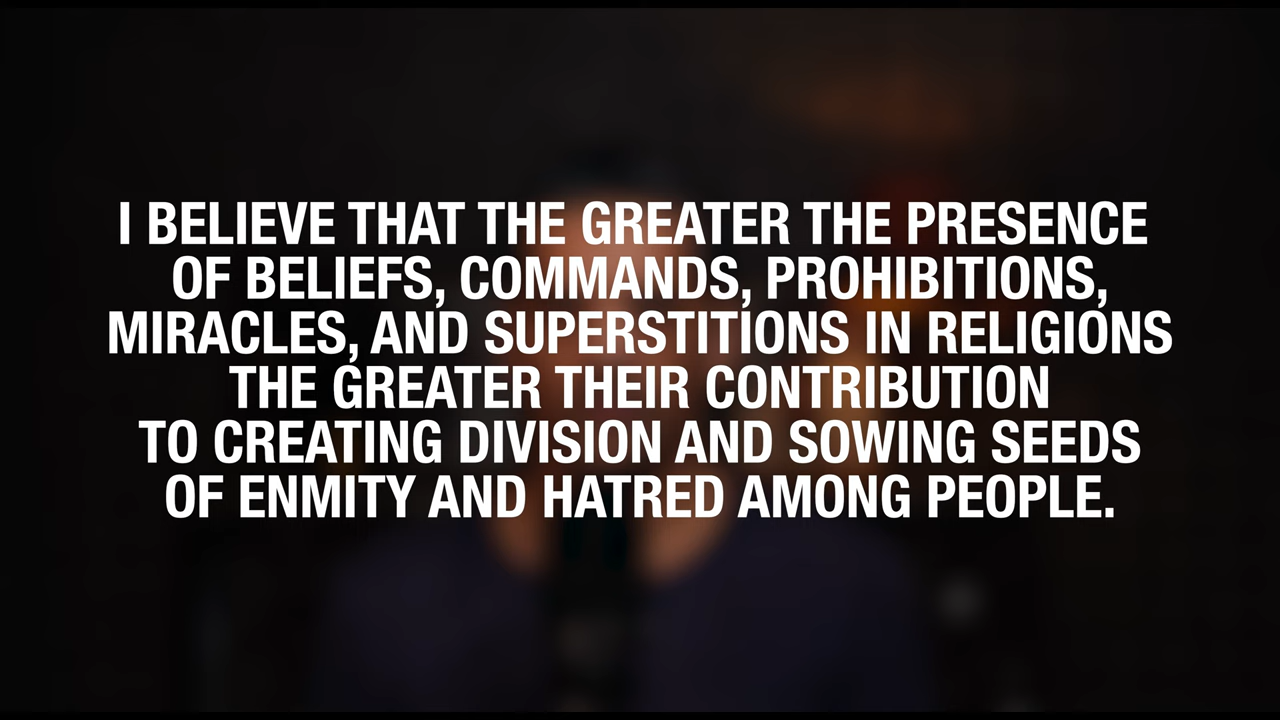 I BELIEVE THAT THE GREATER THE PRESENCE
OF BELIEFS, COMMANDS, PROHIBITIONS,
MIRACLES, AND SUPERSTITIONS IN RELIGIONS
THE GREATER THEIR CONTRIBUTION
TO CREATING DIVISION AND SOWING SEEDS
OF ENMITY AND HATRED AMONG PEOPLE.